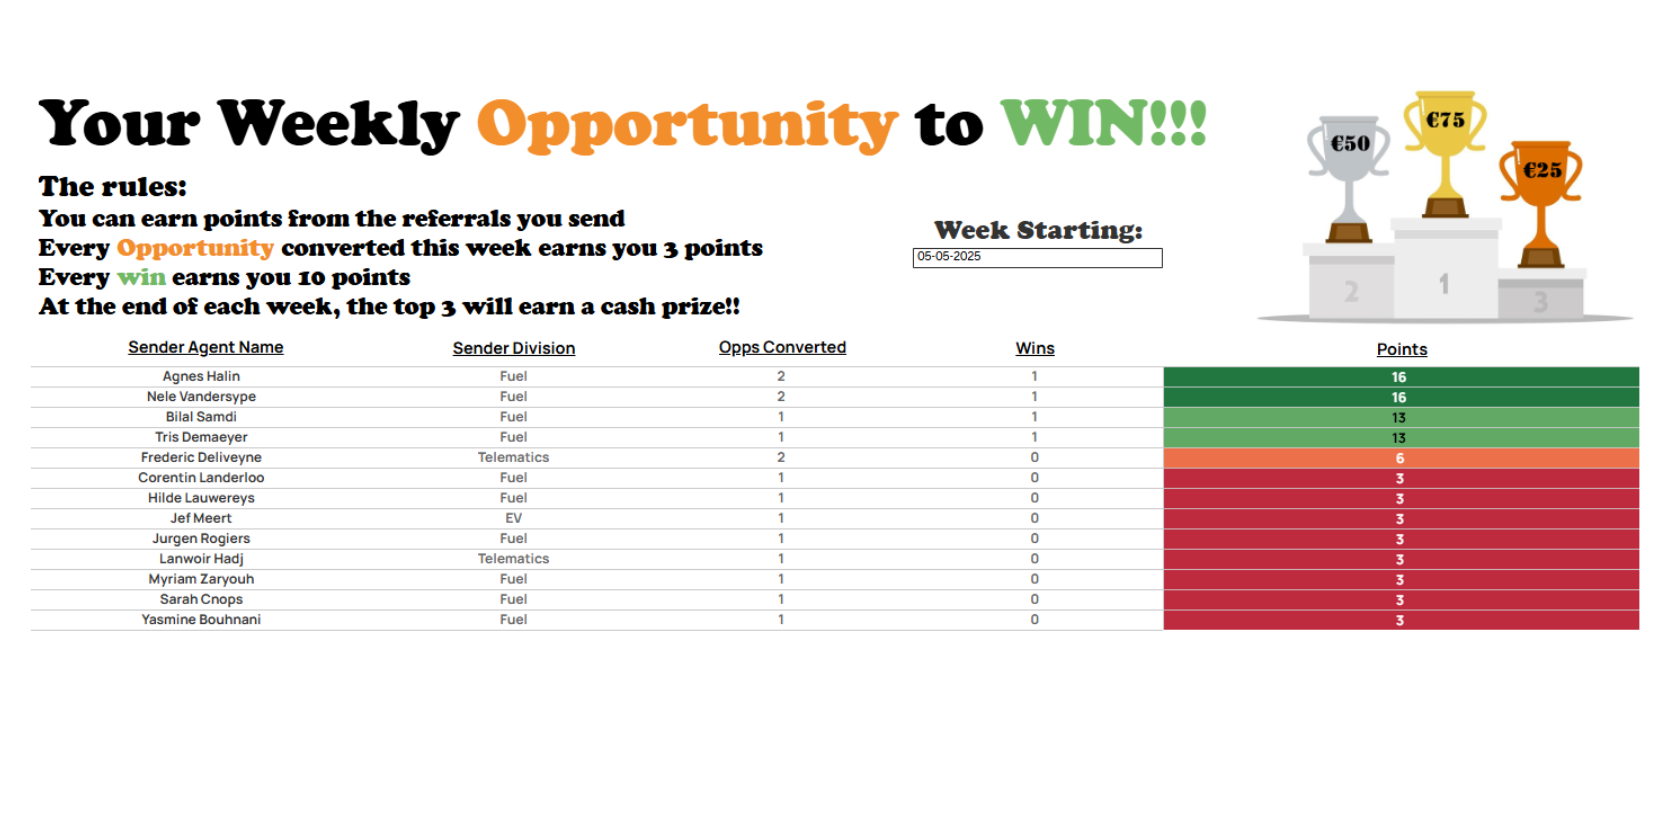 Your Weekly Opportunity to WIN!!!
€50
€75
€25
2
1
3
The rules:
You can earn points from the referrals you send
Every Opportunity converted this week earns you 3 points
Every win earns you 10 points
At the end of each week, the top 3 will earn a cash prize!!
Week Starting:
05-05-2025
Sender Agent Name Sender Division Opps Converted Wins Points
Agnes Halin Fuel 2 1 16
Nele Vandersype Fuel 2 1 16
Bilal Samdi Fuel 1 1 13
Tris Demaeyer Fuel 1 1 13
Frederic Deliveyne Telematics 2 0 6
Corentin Landerloo Fuel 1 0 3
Hilde Lauwereys Fuel 1 0 3
Jef Meert EV 1 0 3
Jurgen Rogiers Fuel 1 0 3
Lanwoir Hadj Telematics 1 0 3
Myriam Zaryouh Fuel 1 0 3
Sarah Cnops Fuel 1 0 3
Yasmine Bouhnani Fuel 1 0 3